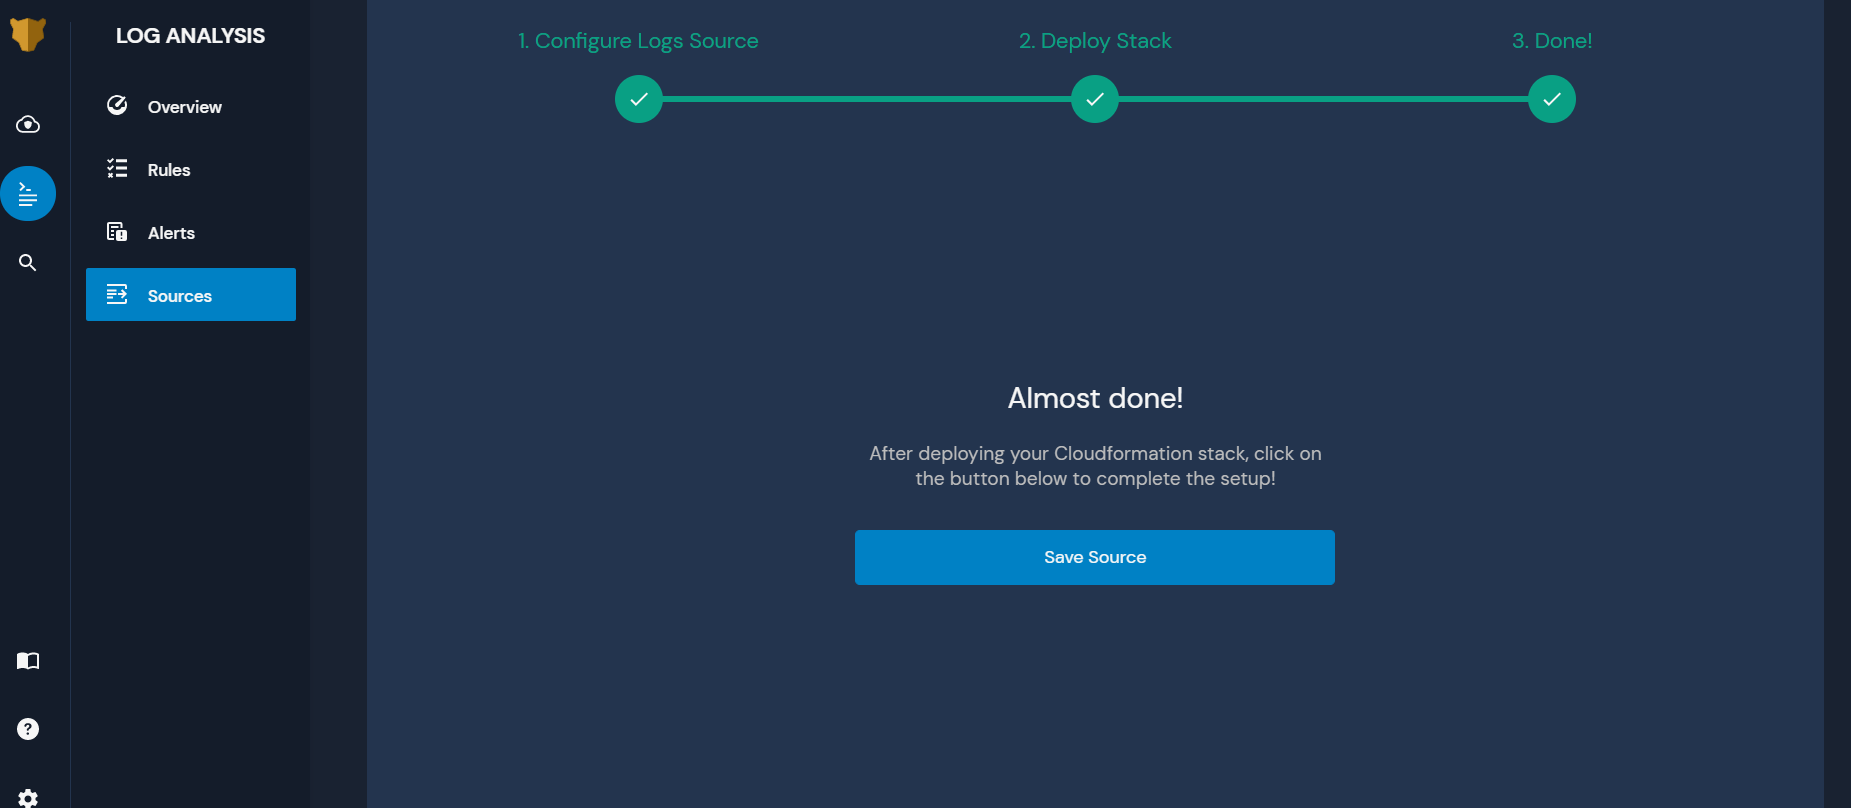 LOG ANALYSIS
Overview
Rules
Alerts
Sources
1. Configure Logs Source
2. Deploy Stack
3. Done!
Almost done!
After deploying your Cloudformation stack, click on
the button below to complete the setup!
Save Source